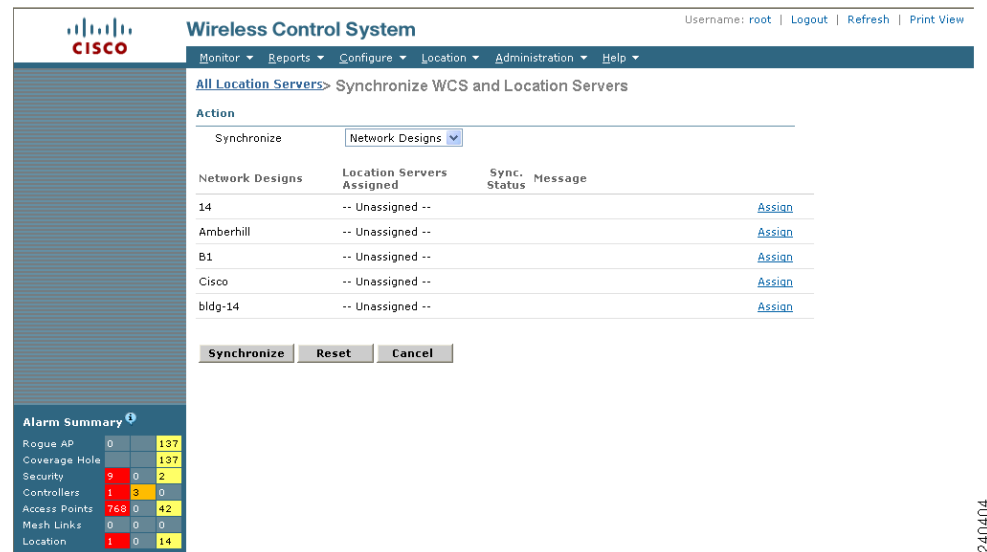 CISCO
Wireless Control System
Username: root | Logout | Refresh | Print View
Monitor Reports Configure Location Administration Help
All Location Servers> Synchronize WCS and Location Servers
Action
Synchronize Network Designs
Network Designs Location Servers Assigned Sync. Status Message
14 -- Unassigned -- Assign
Amberhill -- Unassigned -- Assign
B1 -- Unassigned -- Assign
Cisco -- Unassigned -- Assign
bldg-14 -- Unassigned -- Assign
Synchronize Reset Cancel
Alarm Summary
Rogue AP 0 137
Coverage Hole 137
Security 9 0 2
Controllers 1 3 0
Access Points 768 0 42
Mesh Links 0 0 0
Location 1 0 14
240404